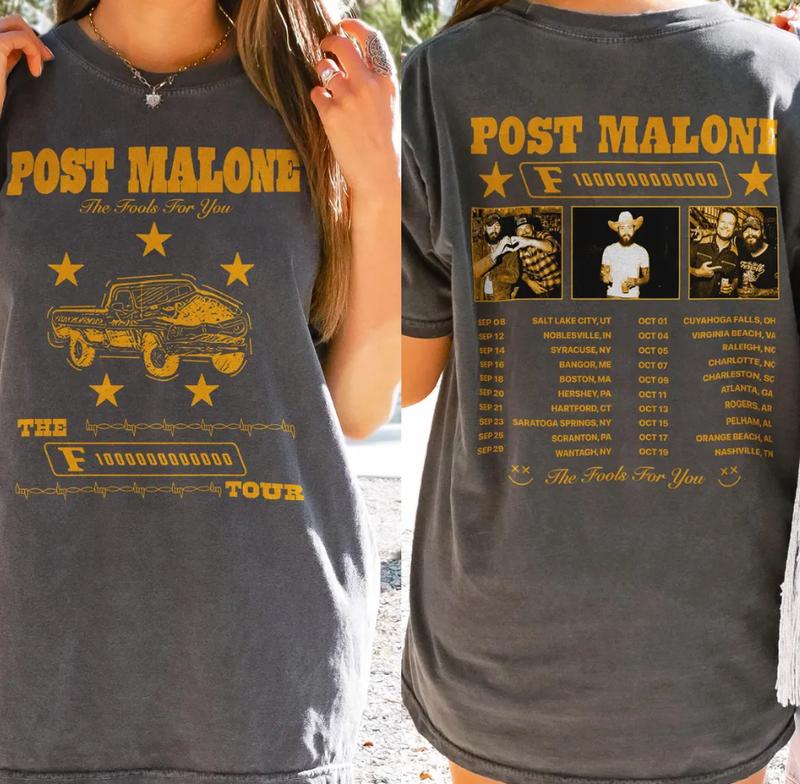 POST MALONE
The Fools For You
THE
F 1000000000000
TOUR
POST MALONE
F 1000000000000
SEP 08 SALT LAKE CITY, UT OCT 01 CUYAHOGA FALLS, OH
SEP 12 NOBLESVILLE, IN OCT 04 VIRGINIA BEACH, VA
SEP 14 SYRACUSE, NY OCT 05 RALEIGH, NC
SEP 16 BANGOR, ME OCT 07 CHARLOTTE, NC
SEP 18 BOSTON, MA OCT 09 CHARLESTON, SC
SEP 20 HERSHEY, PA OCT 11 ATLANTA, GA
SEP 21 HARTFORD, CT OCT 13 ROGERS, AR
SEP 23 SARATOGA SPRINGS, NY OCT 15 PELHAM, AL
SEP 25 SCRANTON, PA OCT 17 ORANGE BEACH, AL
SEP 29 WANTAGH, NY OCT 19 NASHVILLE, TN
The Fools For You